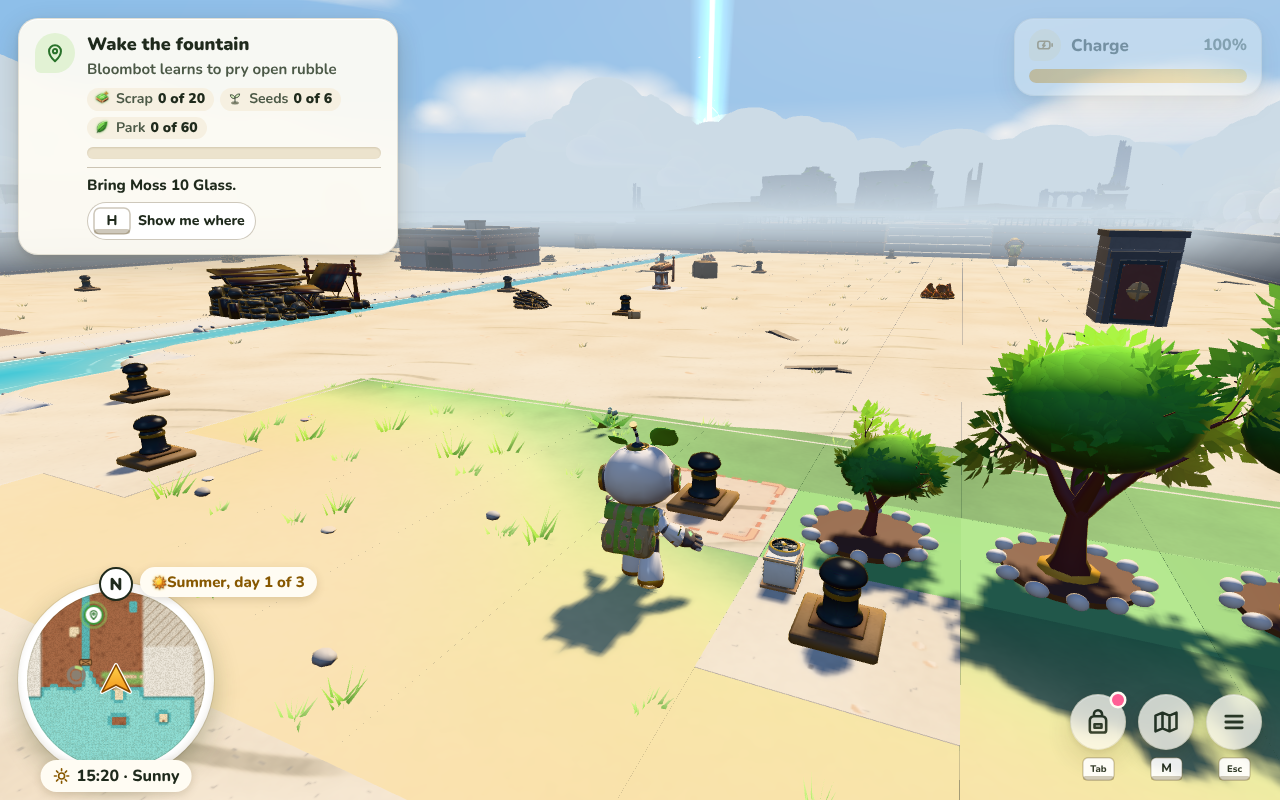 Wake the fountain
Bloombot learns to pry open rubble
Scrap 0 of 20 Seeds 0 of 6
Park 0 of 60
Bring Moss 10 Glass.
H Show me where
Charge 100%
N
Summer, day 1 of 3
15:20 · Sunny
Tab M Esc